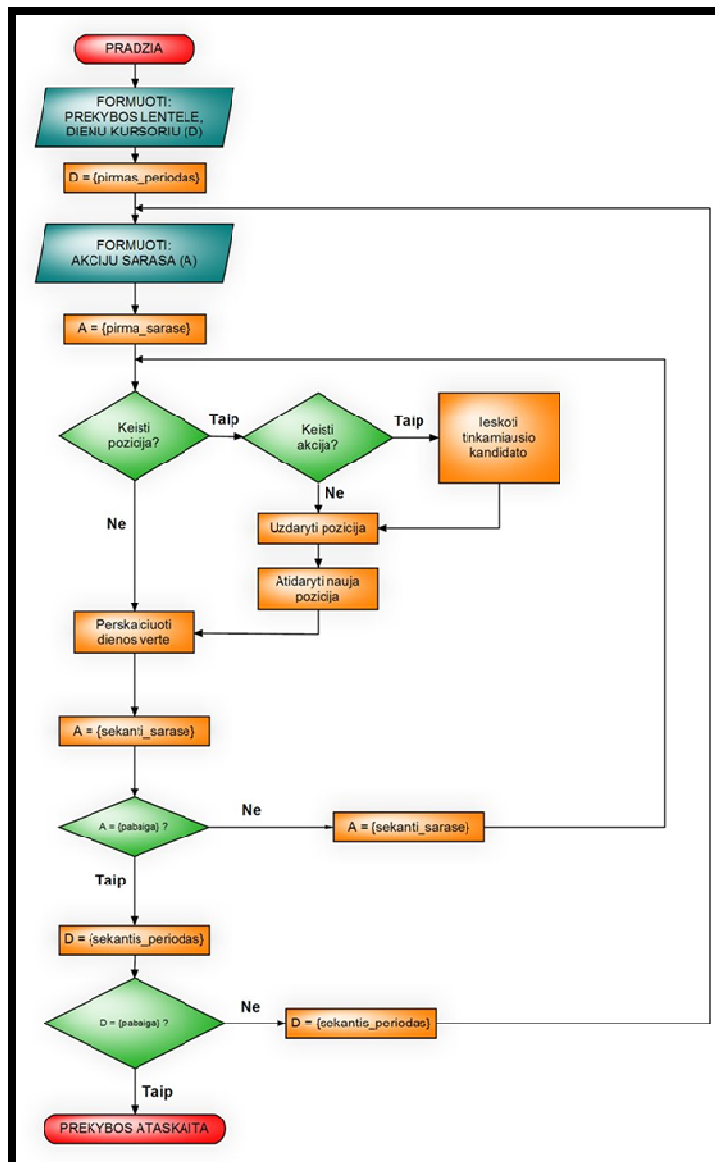 PRADZIA
FORMUOTI:
PREKYBOS LENTELE,
DIENU KURSORIU (D)
D = {pirmas_periodas}
FORMUOTI:
AKCIJU SARASA (A)
A = {pirma_sarase}
Keisti
pozicija?
Taip
Keisti
akcija?
Taip
Ieskoti
tinkamiausio
kandidato
Ne
Ne
Uzdaryti pozicija
Atidaryti nauja
pozicija
Perskaiciuoti
dienos verte
A = {sekanti_sarase}
A = {pabaiga} ?
Ne
A = {sekanti_sarase}
Taip
D = {sekantis_periodas}
D = {pabaiga} ?
Ne
D = {sekantis_periodas}
Taip
PREKYBOS ATASKAITA